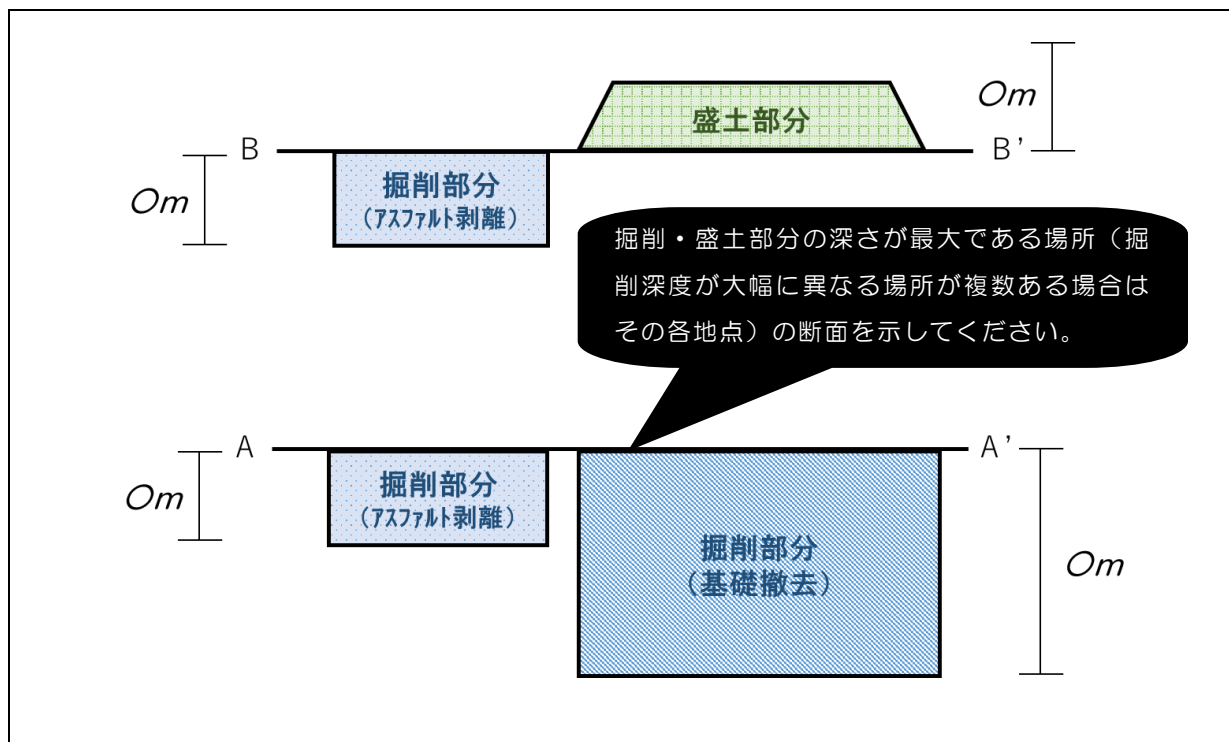 ○m
盛土部分
B
B'
○m
掘削部分
(ｱｽﾌｧﾙﾄ剥離)
掘削・盛土部分の深さが最大である場所（掘
削深度が大幅に異なる場所が複数ある場合は
その各地点）の断面を示してください。
A
A'
○m
掘削部分
(ｱｽﾌｧﾙﾄ剥離)
掘削部分
(基礎撤去)
○m